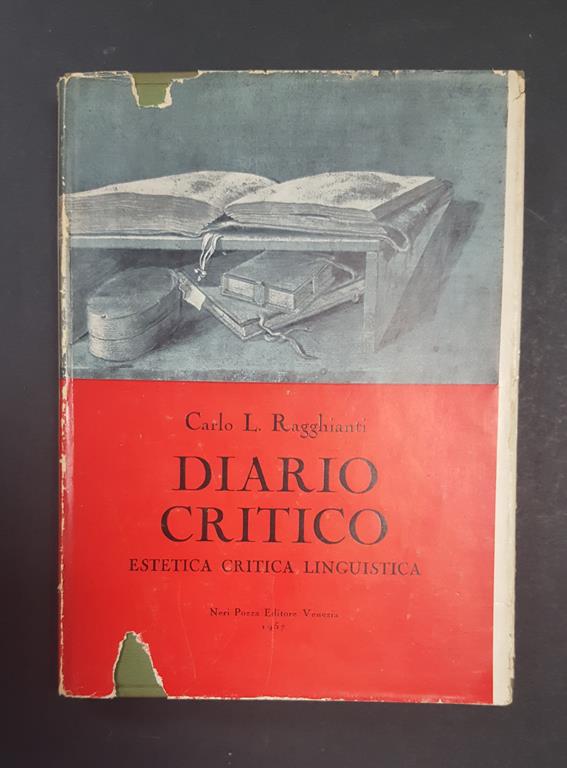 Carlo L. Ragghianti
DIARIO
CRITICO
ESTETICA CRITICA LINGUISTICA
Neri Pozza Editore Venezia
1957